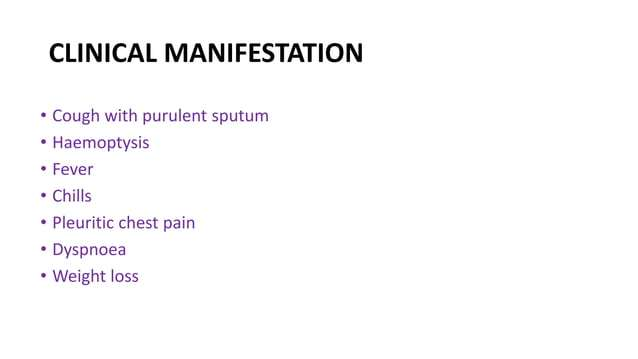 CLINICAL MANIFESTATION
• Cough with purulent sputum
• Haemoptysis
• Fever
• Chills
• Pleuritic chest pain
• Dyspnoea
• Weight loss